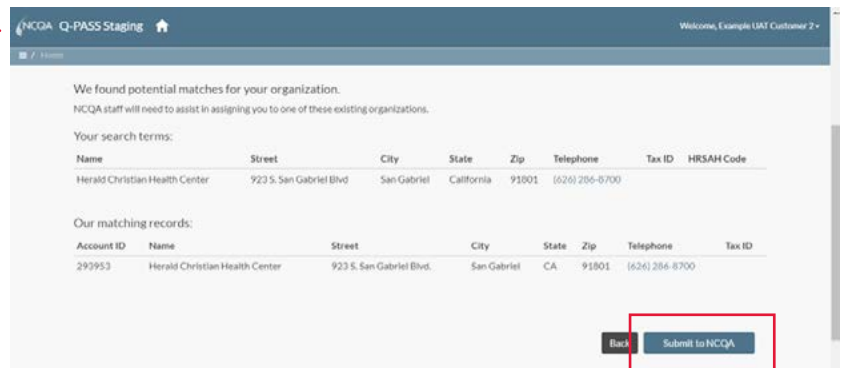 NCQA Q-PASS Staging Welcome, Example UAT Customer 2
/ Home
We found potential matches for your organization.
NCQA staff will need to assist in assigning you to one of these existing organizations.
Your search terms:
Name Street City State Zip Telephone Tax ID HRSAH Code
Herald Christian Health Center 923 S. San Gabriel Blvd San Gabriel California 91801 (626) 286-8700
Our matching records:
Account ID Name Street City State Zip Telephone Tax ID
293953 Herald Christian Health Center 923 S. San Gabriel Blvd. San Gabriel CA 91801 (626) 286-8700
Back Submit to NCQA